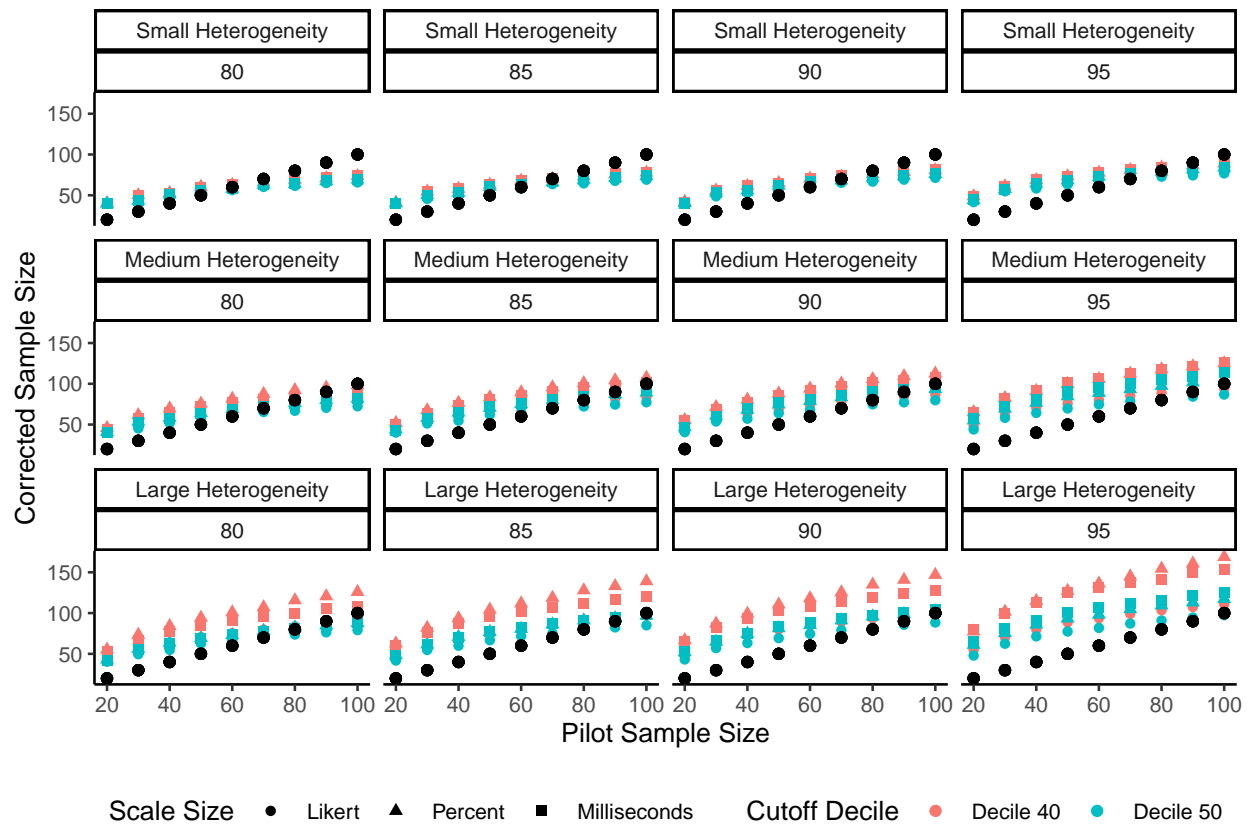 Small Heterogeneity Small Heterogeneity Small Heterogeneity Small Heterogeneity
80 85 90 95
150
100
50
Medium Heterogeneity Medium Heterogeneity Medium Heterogeneity Medium Heterogeneity
80 85 90 95
150
100
50
Large Heterogeneity Large Heterogeneity Large Heterogeneity Large Heterogeneity
80 85 90 95
150
100
50
20 40 60 80 100 20 40 60 80 100 20 40 60 80 100 20 40 60 80 100
Corrected Sample Size
Pilot Sample Size
Scale Size Likert Percent Milliseconds Cutoff Decile Decile 40 Decile 50